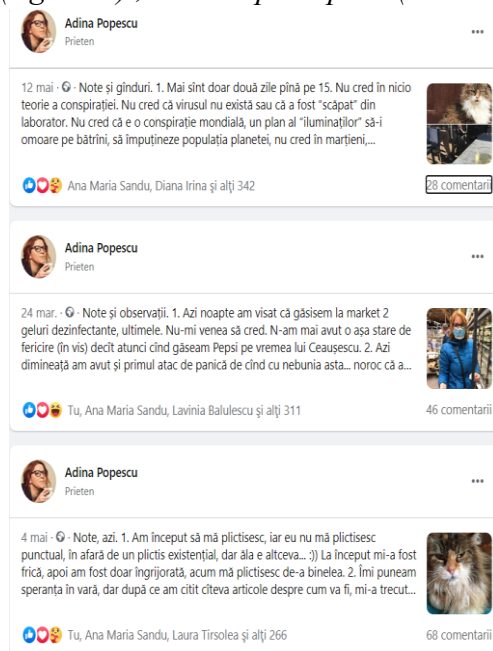 Adina Popescu
Prieten
12 mai · Note și gînduri. 1. Mai sînt doar două zile pînă pe 15. Nu cred în nicio
teorie a conspirației. Nu cred că virusul nu există sau că a fost "scăpat" din
laborator. Nu cred că e o conspirație mondială, un plan al "iluminaților" să-i
omoare pe bătrîni, să împuțineze populația planetei, nu cred în marțieni,...
Ana Maria Sandu, Diana Irina și alți 342
28 comentarii
Adina Popescu
Prieten
24 mar. · Note și observații. 1. Azi noapte am visat că găsisem la market 2
geluri dezinfectante, ultimele. Nu-mi venea să cred. N-am mai avut o așa stare de
fericire (în vis) decît atunci cînd găseam Pepsi pe vremea lui Ceaușescu. 2. Azi
dimineață am avut și primul atac de panică de cînd cu nebunia asta... noroc că a...
Tu, Ana Maria Sandu, Lavinia Balulescu și alți 311
46 comentarii
Adina Popescu
Prieten
4 mai · Note, azi. 1. Am început să mă plictisesc, iar eu nu mă plictisesc
punctual, în afară de un plictis existențial, dar ăla e altceva... :)) La început mi-a fost
frică, apoi am fost doar îngrijorată, acum mă plictisesc de-a binelea. 2. Îmi puneam
speranța în vară, dar după ce am citit cîteva articole despre cum va fi, mi-a trecut...
Tu, Ana Maria Sandu, Laura Tirsolea și alți 266
68 comentarii